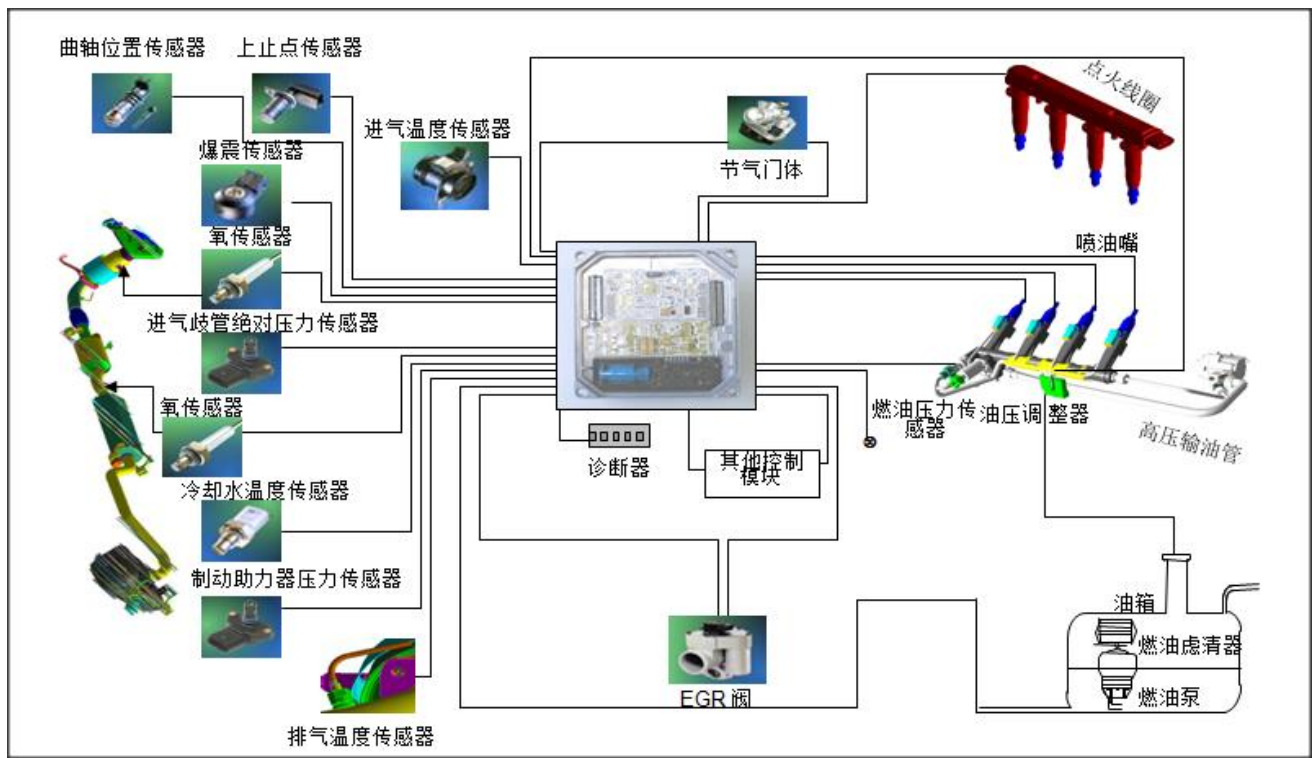 曲轴位置传感器
上止点传感器
点火线圈
进气温度传感器
爆震传感器
节气门体
氧传感器
喷油嘴
进气歧管绝对压力传感器
氧传感器
燃油压力传
感器
油压调整器
高压输油管
诊断器
其他控制
模块
冷却水温度传感器
制动助力器压力传感器
油箱
燃油虑清器
EGR 阀
燃油泵
排气温度传感器